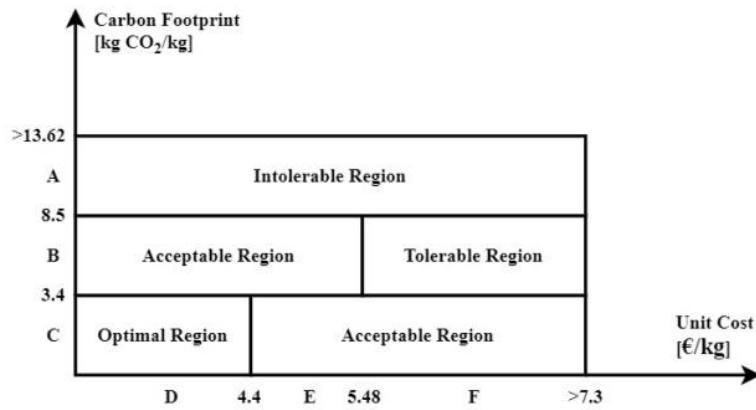 Carbon Footprint
[kg CO₂/kg]
>13.62
A
Intolerable Region
8.5
B
Acceptable Region
Tolerable Region
3.4
C
Optimal Region
Acceptable Region
Unit Cost
[€/kg]
D
4.4
E
5.48
F
>7.3